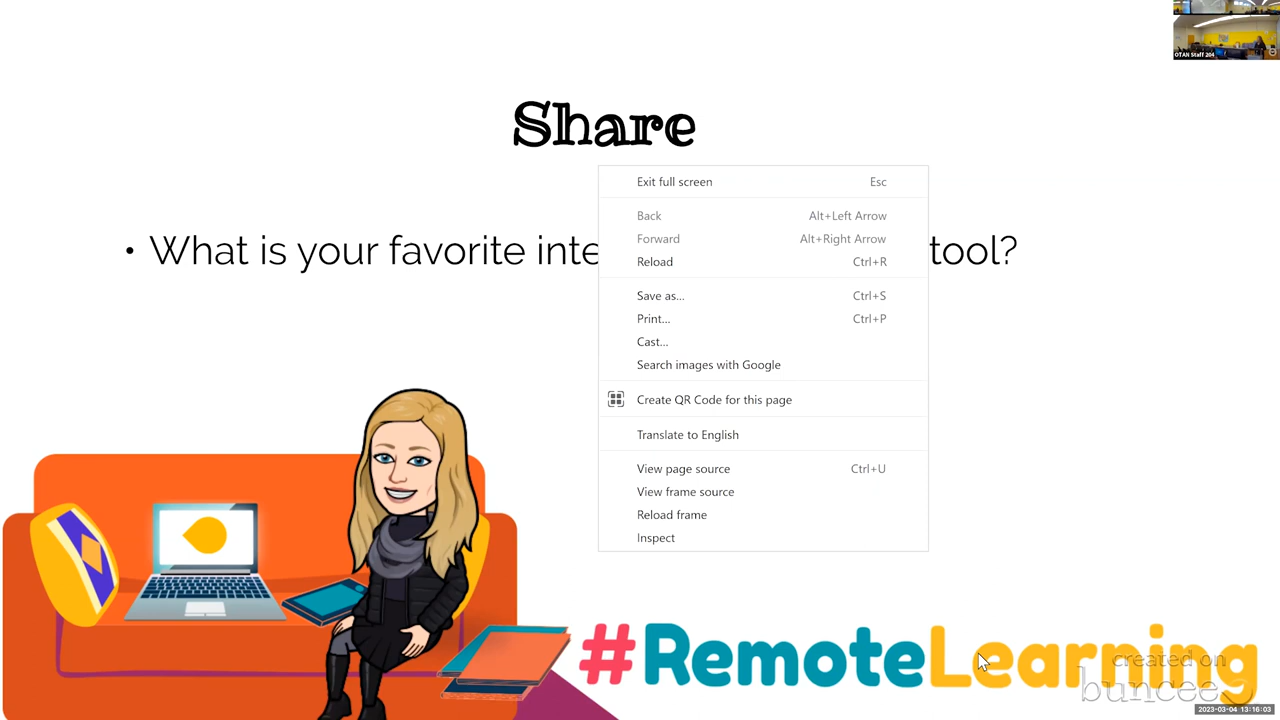 OTAN Staff 204
Share
• What is your favorite inte
tool?
Exit full screen Esc
Back Alt+Left Arrow
Forward Alt+Right Arrow
Reload Ctrl+R
Save as... Ctrl+S
Print... Ctrl+P
Cast...
Search images with Google
Create QR Code for this page
Translate to English
View page source Ctrl+U
View frame source
Reload frame
Inspect
#RemoteLearning
created on
buncee
2023-03-04 13:16:03